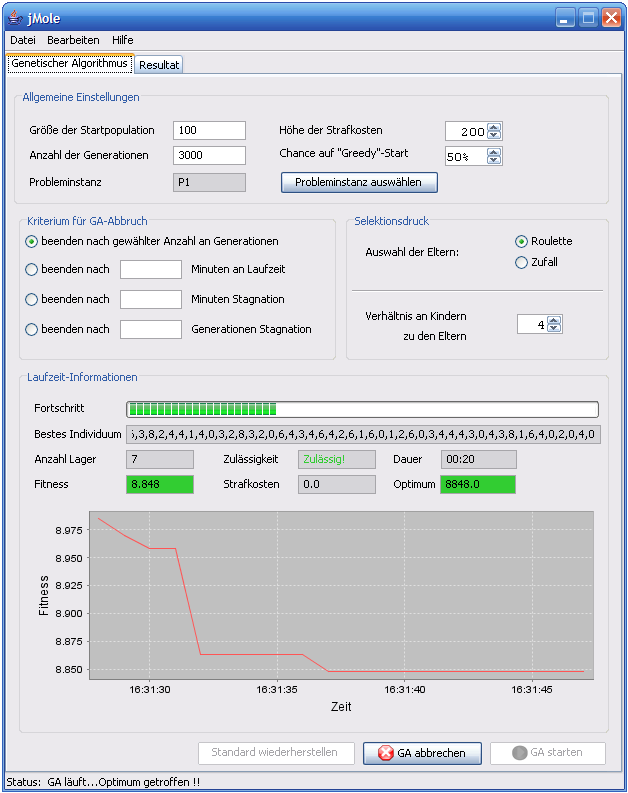 jMole
Datei Bearbeiten Hilfe
Genetischer Algorithmus Resultat
Allgemeine Einstellungen
Größe der Startpopulation 100 Höhe der Strafkosten 200
Anzahl der Generationen 3000 Chance auf "Greedy"-Start 50%
Probleminstanz P1 Probleminstanz auswählen
Kriterium für GA-Abbruch
beenden nach gewählter Anzahl an Generationen
beenden nach Minuten an Laufzeit
beenden nach Minuten Stagnation
beenden nach Generationen Stagnation
Selektionsdruck
Auswahl der Eltern: Roulette
Zufall
Verhältnis an Kindern
zu den Eltern 4
Laufzeit-Informationen
Fortschritt
Bestes Individuum ,3,8,2,4,4,1,4,0,3,2,8,3,2,0,6,4,3,4,6,4,2,6,1,6,0,1,2,6,0,3,4,4,4,3,0,4,3,8,1,6,4,0,2,0,4,0
Anzahl Lager 7 Zulässigkeit Zulässig! Dauer 00:20
Fitness 8.848 Strafkosten 0.0 Optimum 8848.0
8.975
8.950
8.925
8.900
8.875
8.850
Fitness
16:31:30 16:31:35 16:31:40 16:31:45
Zeit
Standard wiederherstellen GA abbrechen GA starten
Status: GA läuft...Optimum getroffen !!